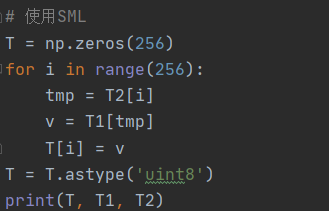 # 使用SML
T = np.zeros(256)
for i in range(256):
    tmp = T2[i]
    v = T1[tmp]
    T[i] = v
T = T.astype('uint8')
print(T, T1, T2)